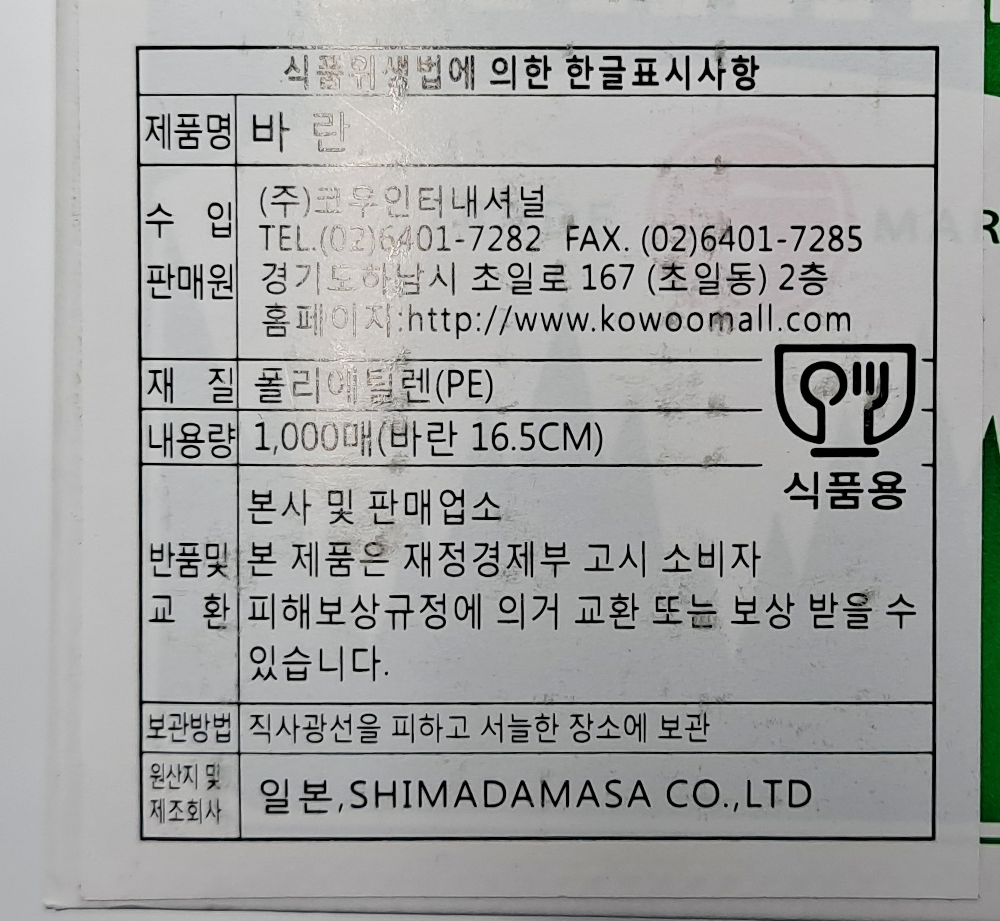 식품위생법에 의한 한글표시사항
제품명 바 란
수 입
판매원
(주)코우인터내셔널
TEL.(02)6401-7282 FAX. (02)6401-7285
경기도하남시 초일로 167 (초일동) 2층
홈페이지:http://www.kowoomall.com
재 질 폴리에틸렌(PE)
내용량 1,000매(바란 16.5CM)
식품용
반품및
교 환
본사 및 판매업소
본 제품은 재정경제부 고시 소비자
피해보상규정에 의거 교환 또는 보상 받을 수
있습니다.
보관방법 직사광선을 피하고 서늘한 장소에 보관
원산지 및
제조회사
일본,SHIMADAMASA CO.,LTD